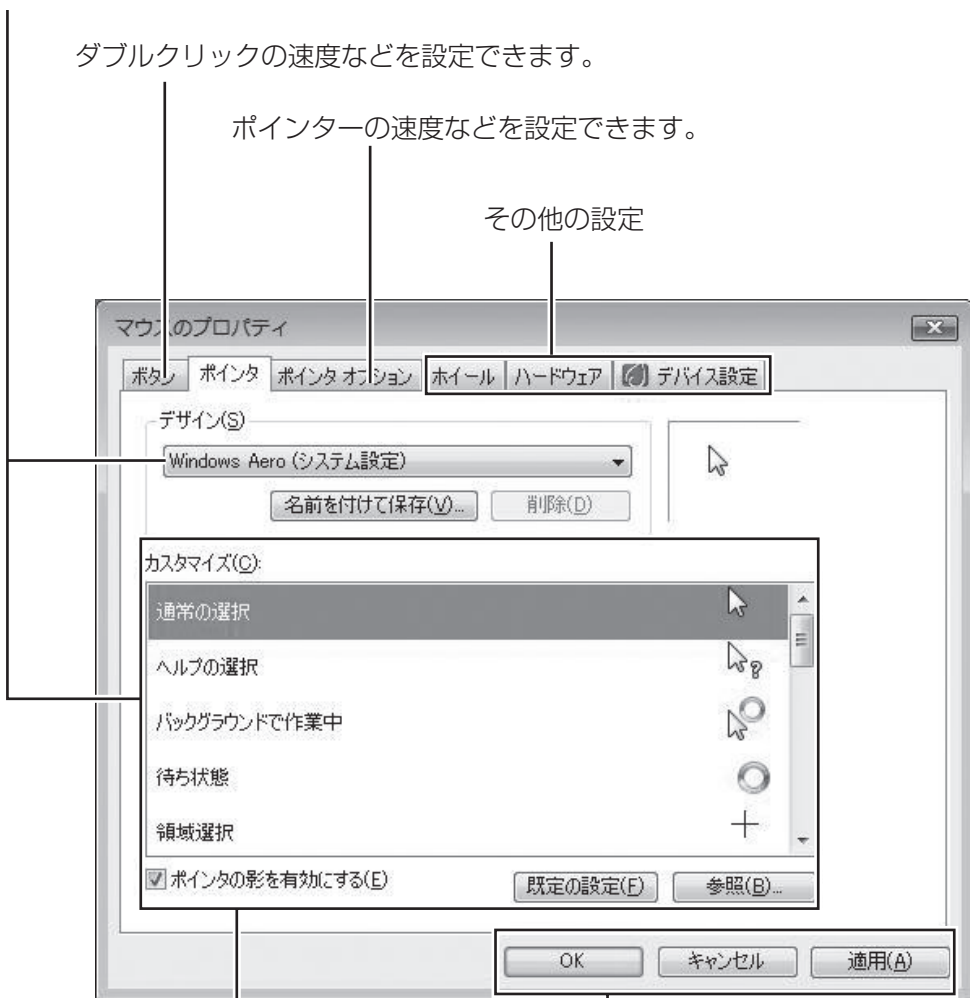 ダブルクリックの速度などを設定できます。
ポインターの速度などを設定できます。
その他の設定
マウスのプロパティ
ボタン ポインタ ポインタ オプション ホイール ハードウェア デバイス設定
デザイン(S)
Windows Aero (システム設定)
名前を付けて保存(V)... 削除(D)
カスタマイズ(C):
通常の選択
ヘルプの選択
バックグラウンドで作業中
待ち状態
領域選択
ポインタの影を有効にする(E) 既定の設定(F) 参照(B)...
OK キャンセル 適用(A)